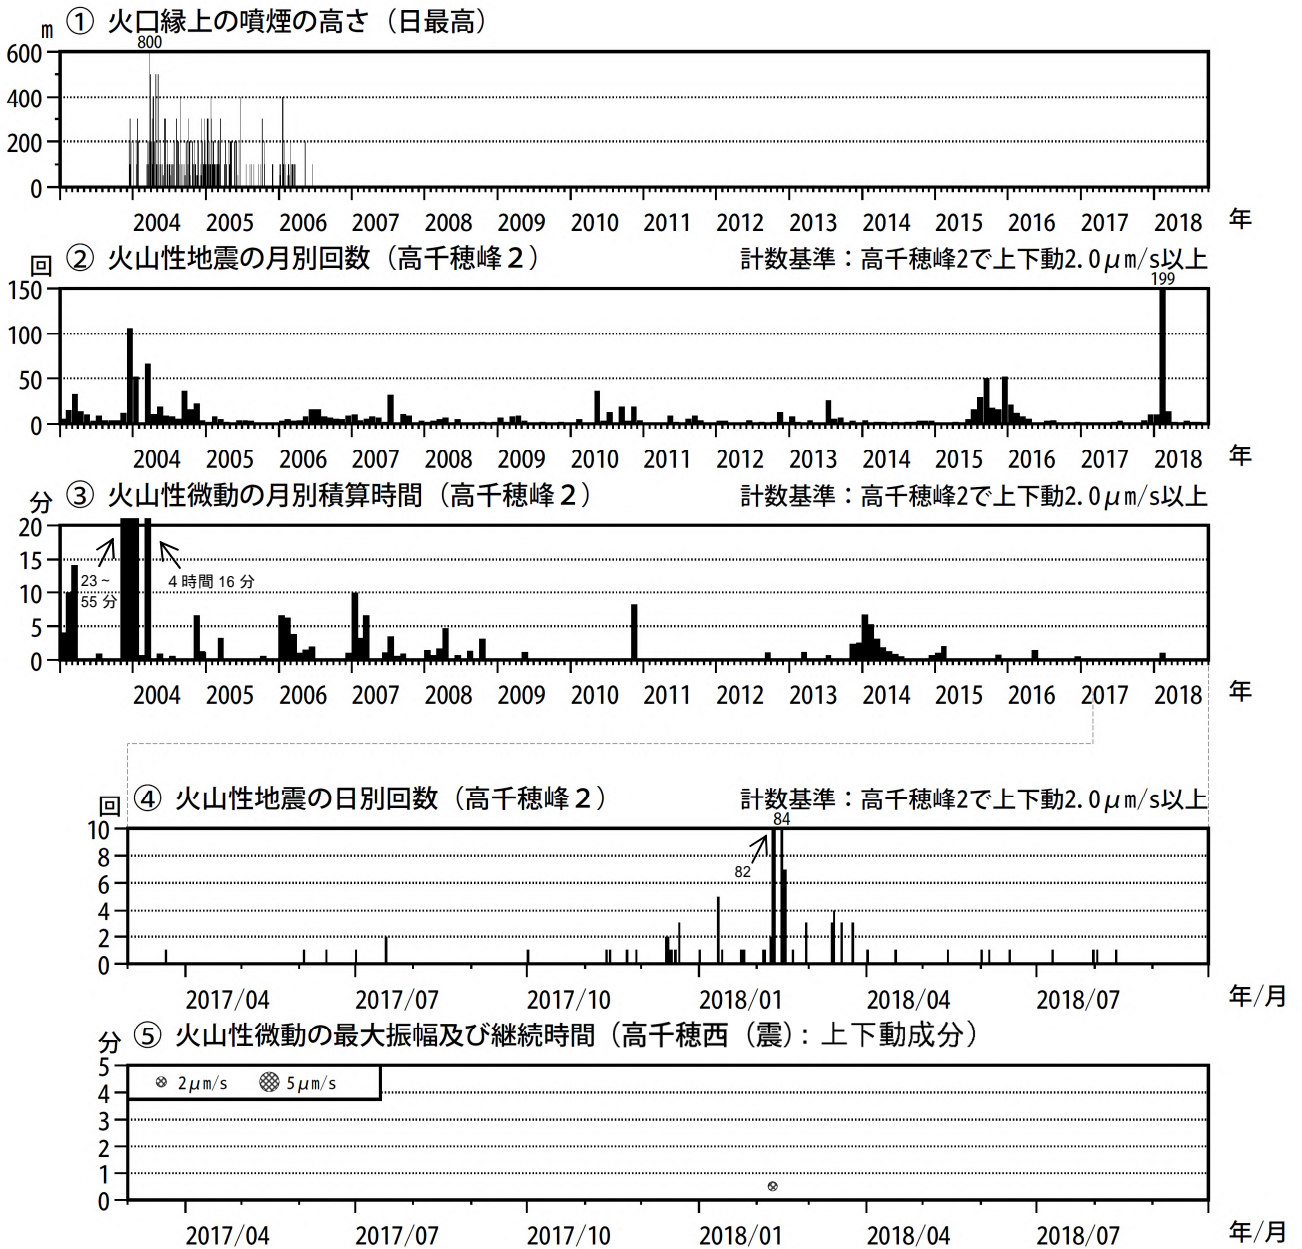 ① 火口縁上の噴煙の高さ（日最高）
m
800
600
400
200
0
2004 2005 2006 2007 2008 2009 2010 2011 2012 2013 2014 2015 2016 2017 2018 年
回 ② 火山性地震の月別回数（高千穂峰２） 計数基準：高千穂峰2で上下動2.0μm/s以上
199
150
100
50
0
2004 2005 2006 2007 2008 2009 2010 2011 2012 2013 2014 2015 2016 2017 2018 年
分 ③ 火山性微動の月別積算時間（高千穂峰２） 計数基準：高千穂峰2で上下動2.0μm/s以上
20
15
10
5
0
23～
55 分
4 時間 16 分
2004 2005 2006 2007 2008 2009 2010 2011 2012 2013 2014 2015 2016 2017 2018 年
回 ④ 火山性地震の日別回数（高千穂峰２） 計数基準：高千穂峰2で上下動2.0μm/s以上
84
82
10
8
6
4
2
0
2017/04 2017/07 2017/10 2018/01 2018/04 2018/07 年/月
分 ⑤ 火山性微動の最大振幅及び継続時間（高千穂西（震）：上下動成分）
2μm/s 5μm/s
5
4
3
2
1
0
2017/04 2017/07 2017/10 2018/01 2018/04 2018/07 年/月